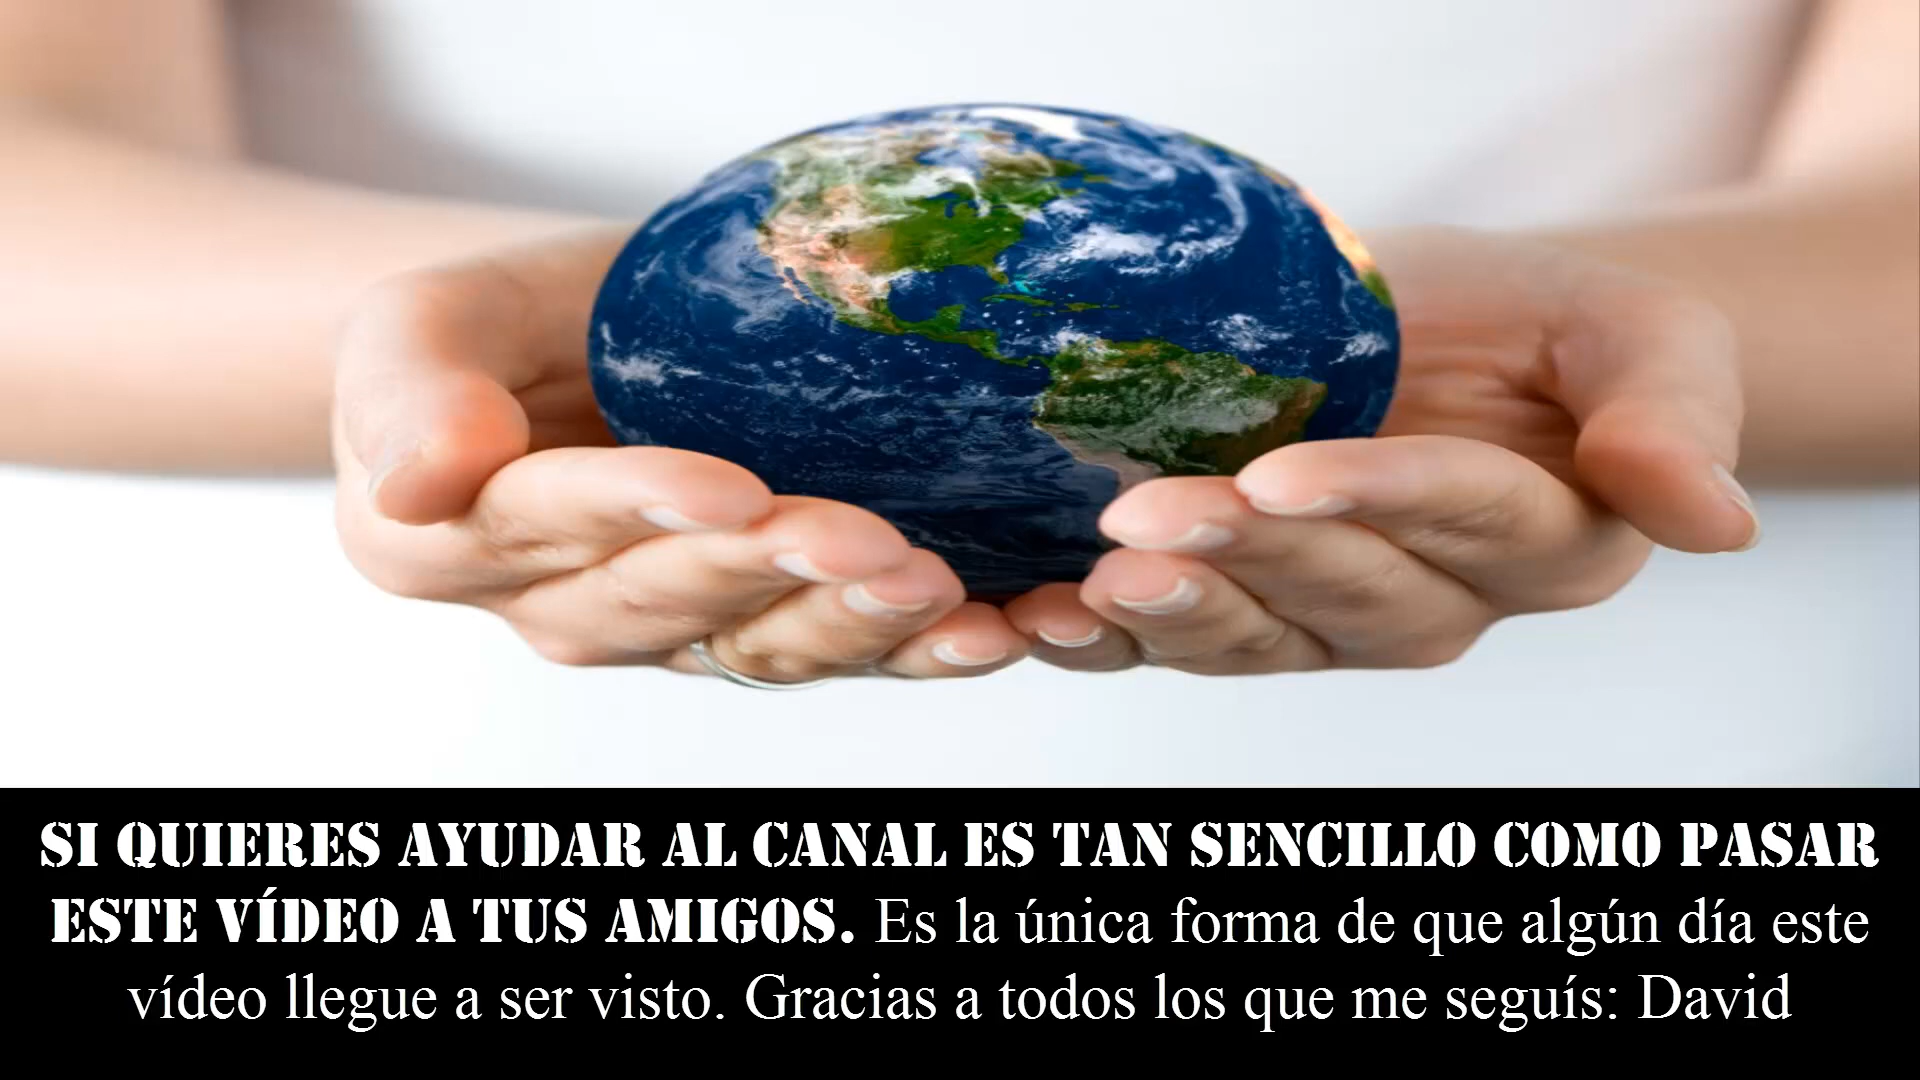 SI QUIERES AYUDAR AL CANAL ES TAN SENCILLO COMO PASAR
ESTE VÍDEO A TUS AMIGOS. Es la única forma de que algún día este
vídeo llegue a ser visto. Gracias a todos los que me seguís: David